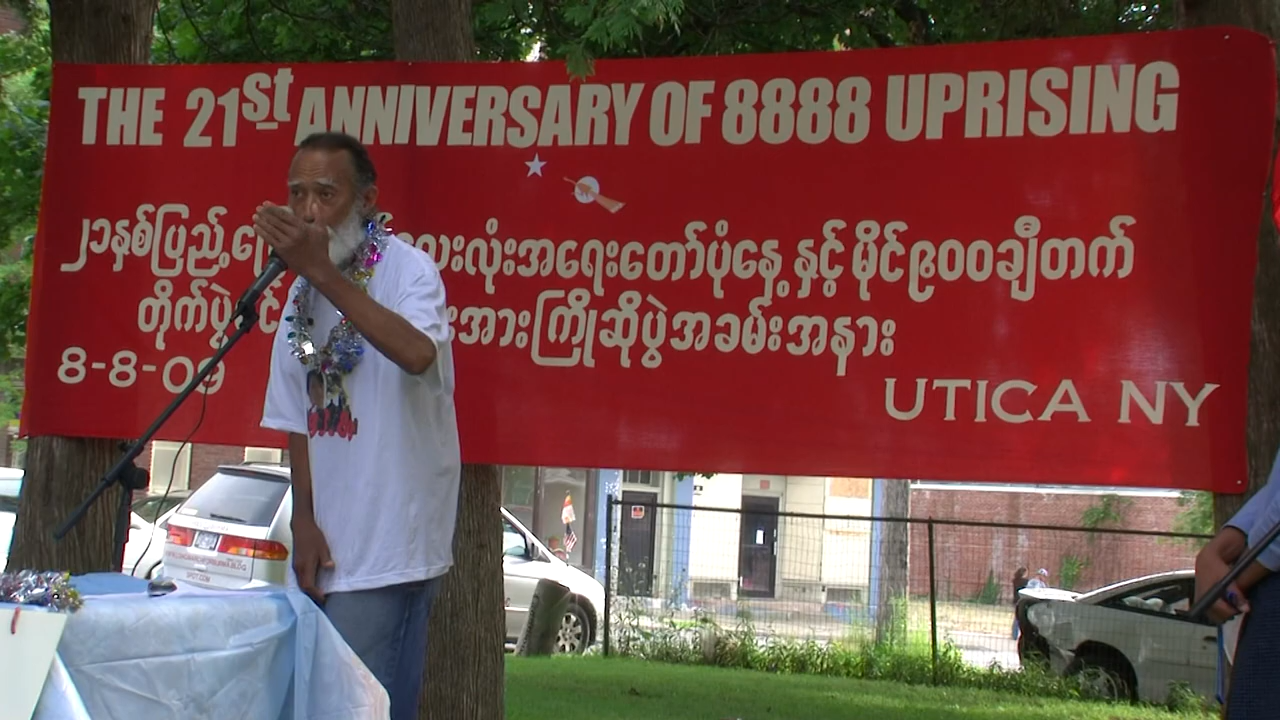 THE 21st ANNIVERSARY OF 8888 UPRISING
၂၁နှစ်ပြည့် လေးလုံးအရေးတော်ပုံနေ့ နှင့် မိုင်၉၀၀ချီတက်
တိုက်ပွဲ အားကြိုဆိုပွဲအခမ်းအနား
8-8-09
UTICA NY